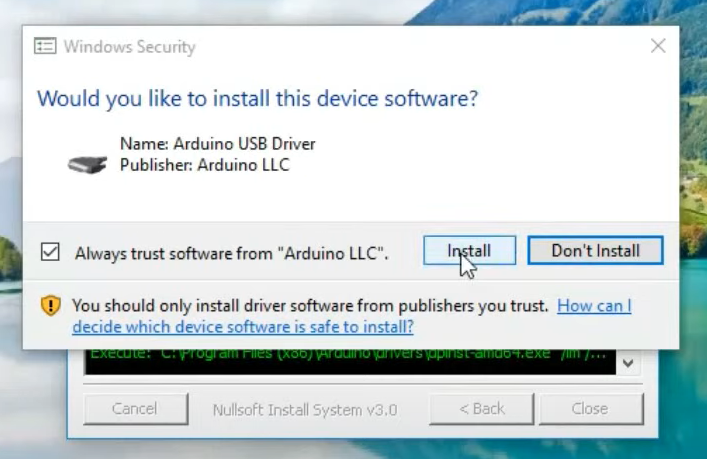 Windows Security
Would you like to install this device software?
Name: Arduino USB Driver
Publisher: Arduino LLC
Always trust software from "Arduino LLC".
Install
Don't Install
You should only install driver software from publishers you trust. How can I
decide which device software is safe to install?
Execute: "C:\Program Files (x86)\Arduino\drivers\dpinst-amd64.exe" /lm /...
Cancel
Nullsoft Install System v3.0
< Back
Close